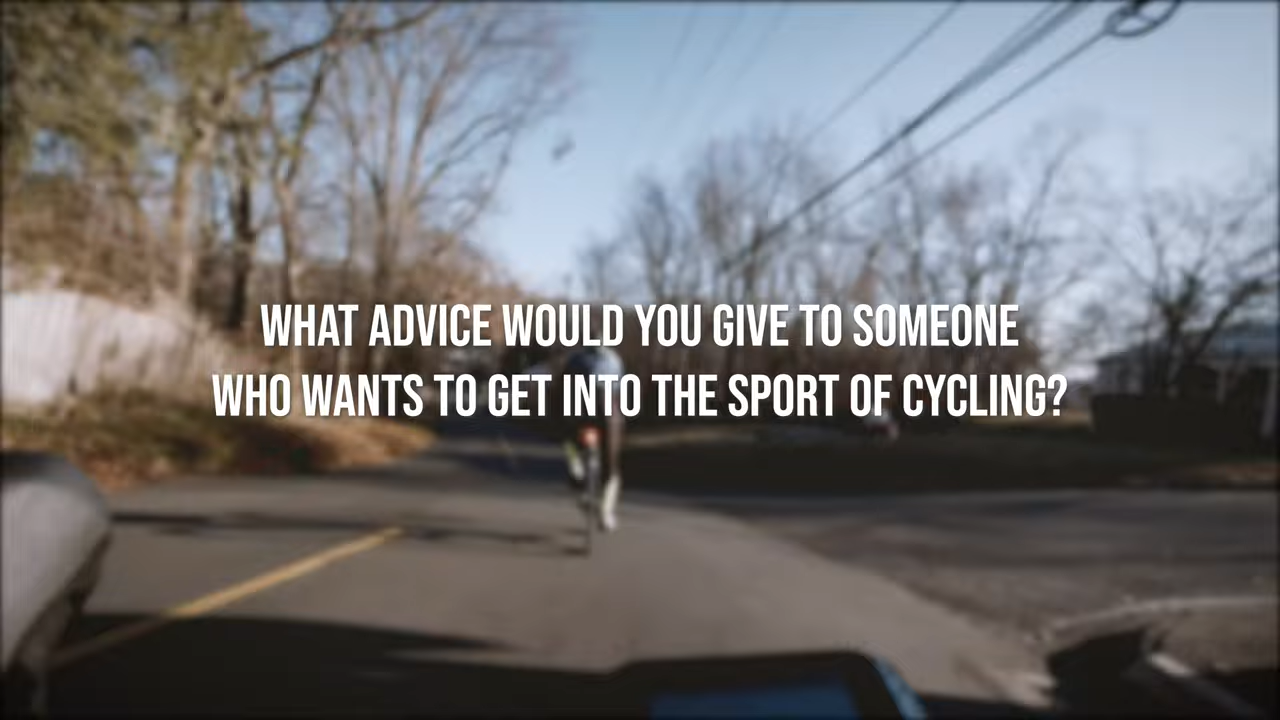 WHAT ADVICE WOULD YOU GIVE TO SOMEONE
WHO WANTS TO GET INTO THE SPORT OF CYCLING?